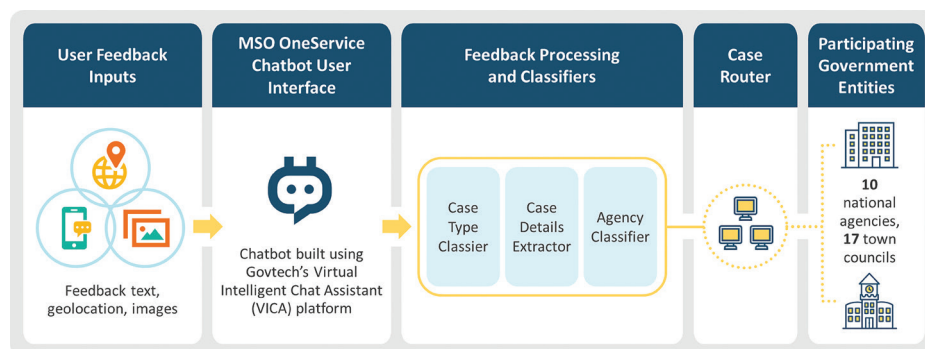 User Feedback
Inputs
Feedback text,
geolocation, images
MSO OneService
Chatbot User
Interface
Chatbot built using
Govtech's Virtual
Intelligent Chat Assistant
(VICA) platform
Feedback Processing
and Classifiers
Case
Type
Classier
Case
Details
Extractor
Agency
Classifier
Case
Router
Participating
Government
Entities
10
national
agencies,
17 town
councils